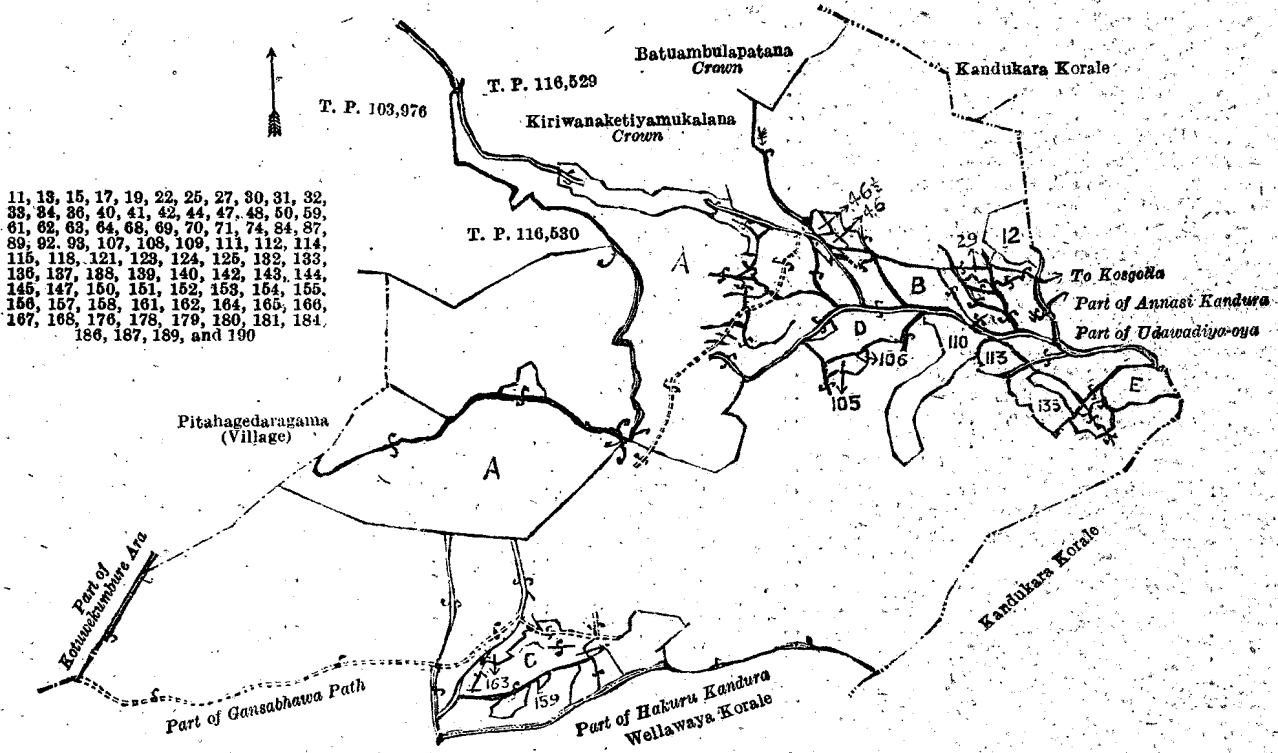 Batuambulapatana
Crown
Kandukara Korale
T. P. 116,529
T. P. 103,976
Kiriwanaketiyamukalana
Crown
11, 13, 15, 17, 19, 22, 25, 27, 30, 31, 32,
33, 34, 36, 40, 41, 42, 44, 47, 48, 50, 59,
61, 62, 63, 64, 68, 69, 70, 71, 74, 84, 87,
89, 92. 93, 107, 108, 109, 111, 112, 114,
115, 118, 121, 123, 124, 125, 132, 133,
136, 137, 138, 139, 140, 142, 143, 144,
145, 147, 150, 151, 152, 153, 154, 155,
156, 157, 158, 161, 162, 164, 165, 166,
167, 168, 176, 178, 179, 180, 181, 184,
186, 187, 189, and 190
46½
46
T. P. 116,530
29
12
A
B
To Kosgolla
Part of Annasi Kandura
Part of Udawadiya-oya
D
110
106
113
105
135
E
Pitahagedaragama
(Village)
A
Part of
Kotuwekumbure Ara
Kandukara Korale
C
163
D
159
Part of Gansabhawa Path
Part of Hakuru Kandura
Wellawaya Korale